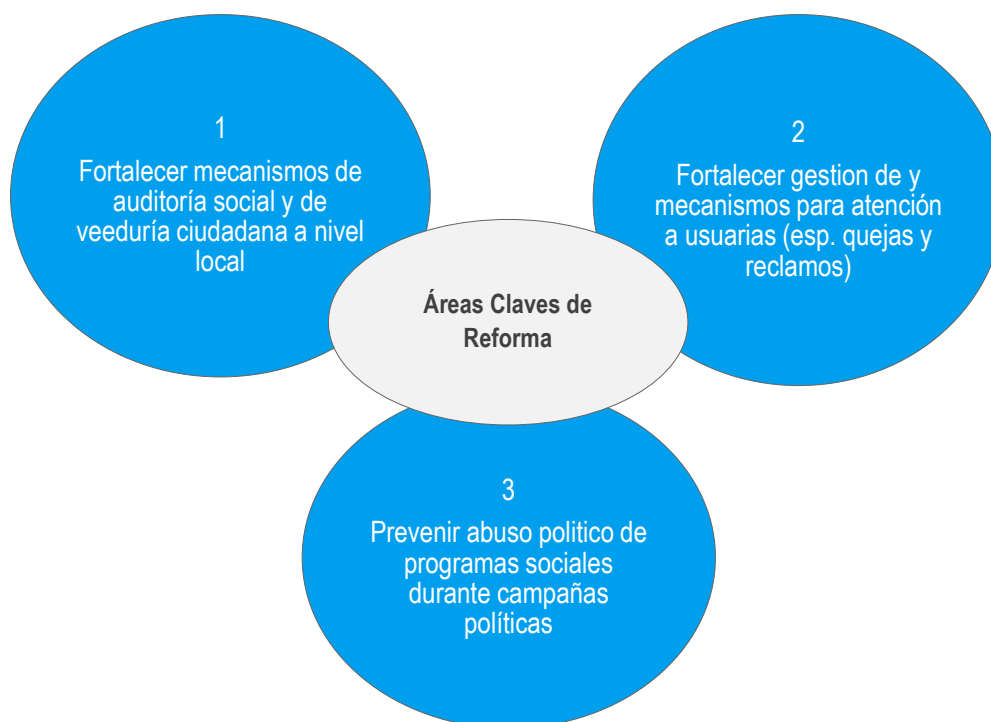 1
Fortalecer mecanismos de
auditoría social y de
veeduría ciudadana a nivel
local
2
Fortalecer gestion de y
mecanismos para atención
a usuarias (esp. quejas y
reclamos)
Áreas Claves de
Reforma
3
Prevenir abuso politico de
programas sociales
durante campañas
políticas